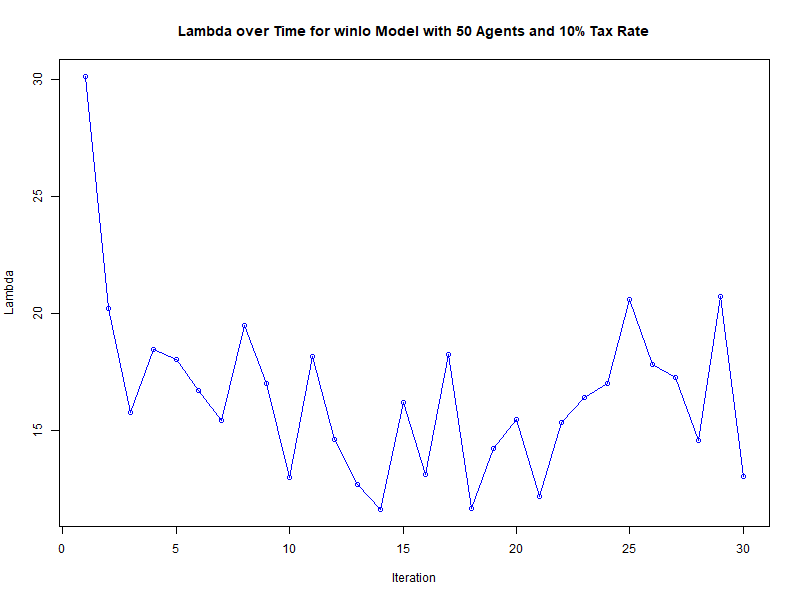 Lambda over Time for winlo Model with 50 Agents and 10% Tax Rate
30
25
20
15
Lambda
0 5 10 15 20 25 30
Iteration